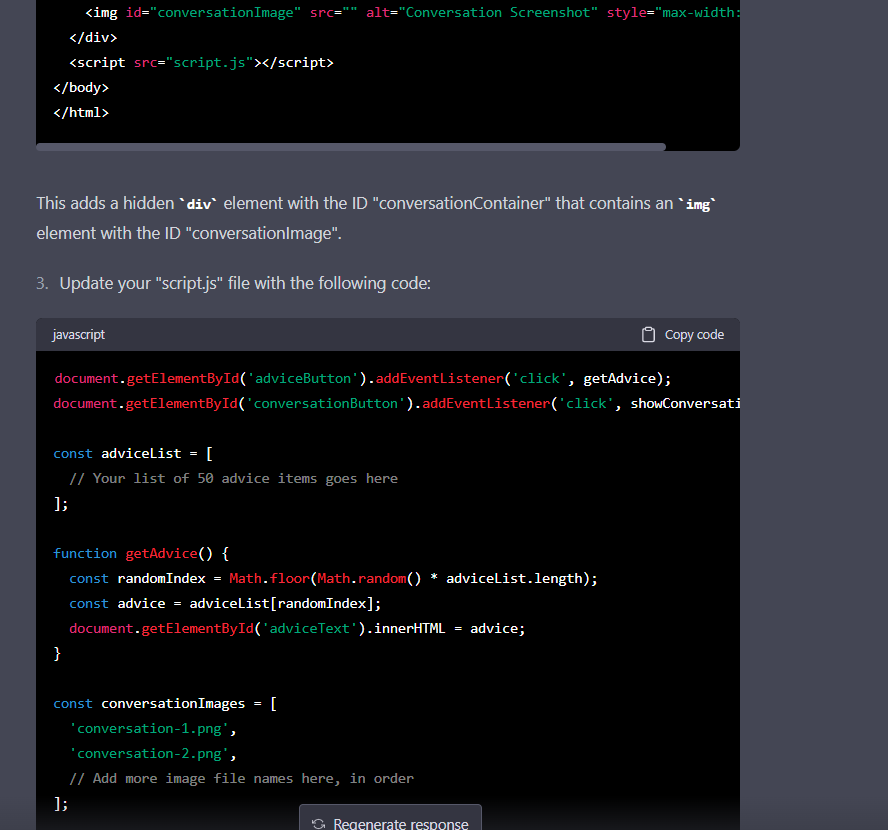 <img id="conversationImage" src="" alt="Conversation Screenshot" style="max-width:
</div>
<script src="script.js"></script>
</body>
</html>
This adds a hidden `div` element with the ID "conversationContainer" that contains an `img`
element with the ID "conversationImage".
3. Update your "script.js" file with the following code:
javascript Copy code
document.getElementById('adviceButton').addEventListener('click', getAdvice);
document.getElementById('conversationButton').addEventListener('click', showConversati
const adviceList = [
// Your list of 50 advice items goes here
];
function getAdvice() {
const randomIndex = Math.floor(Math.random() * adviceList.length);
const advice = adviceList[randomIndex];
document.getElementById('adviceText').innerHTML = advice;
}
const conversationImages = [
'conversation-1.png',
'conversation-2.png',
// Add more image file names here, in order
];
Regenerate response